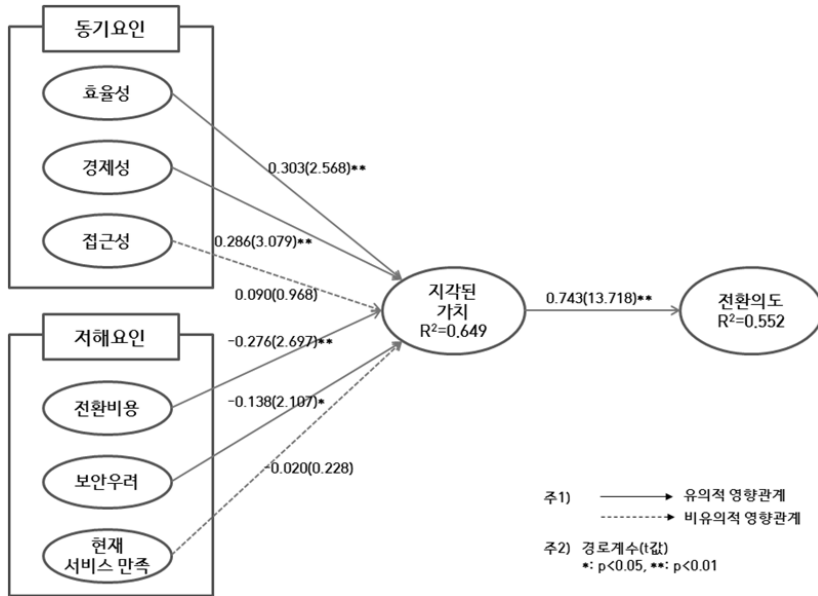 동기요인
효율성
경제성
접근성
0.303(2.568)**
0.286(3.079)**
0.090(0.968)
저해요인
전환비용
보안우려
현재
서비스 만족
-0.276(2.697)**
-0.138(2.107)*
-0.020(0.228)
지각된
가치
R²=0.649
0.743(13.718)**
전환의도
R²=0.552
주1) 유의적 영향관계
비유의적 영향관계
주2) 경로계수(t값)
*: p<0.05, **: p<0.01